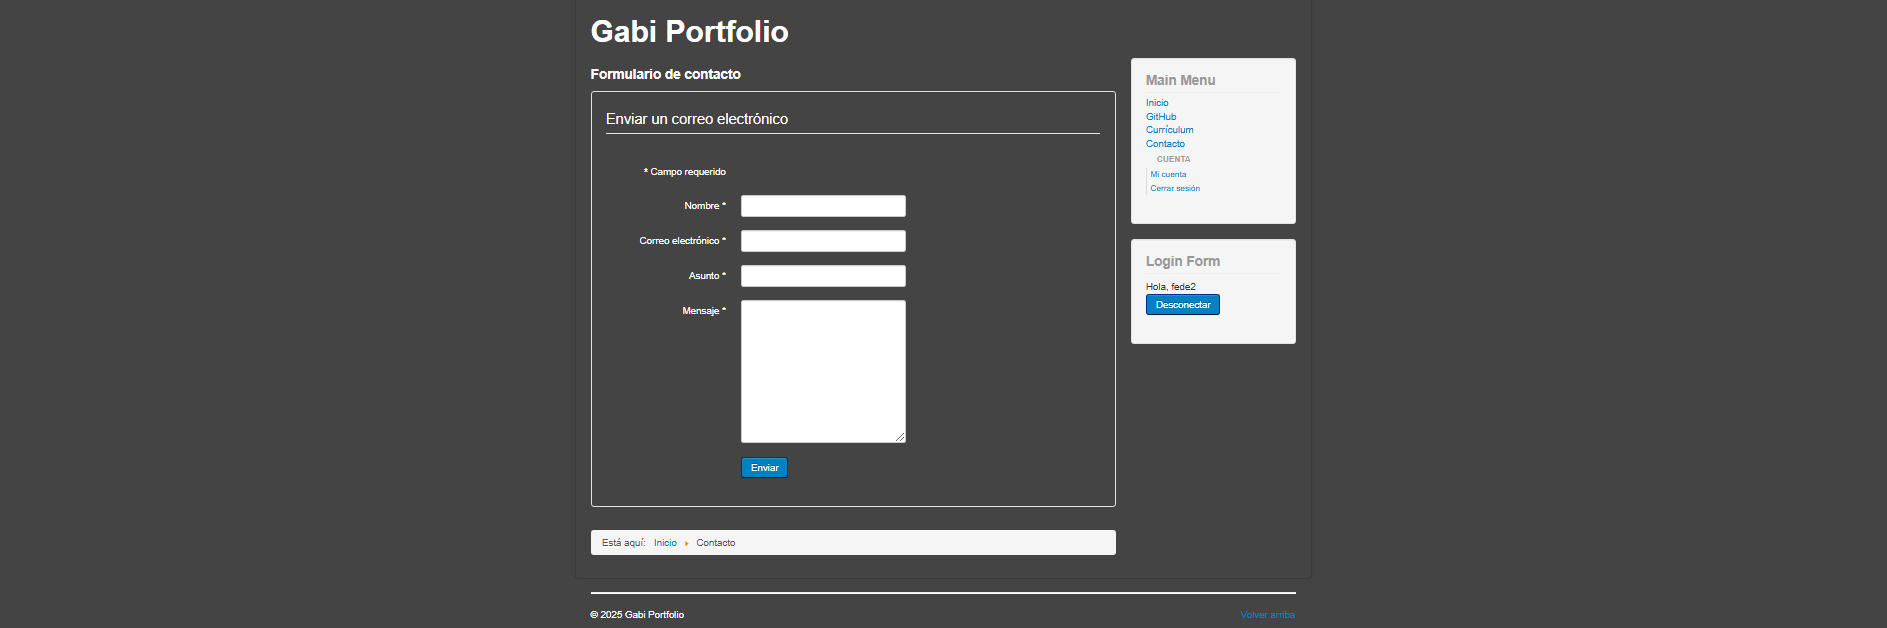 Gabi Portfolio
Formulario de contacto
Enviar un correo electrónico
* Campo requerido
Nombre *
Correo electrónico *
Asunto *
Mensaje *
Enviar
Está aquí: Inicio Contacto
Main Menu
Inicio
GitHub
Currículum
Contacto
CUENTA
Mi cuenta
Cerrar sesión
Login Form
Hola, fede2
Desconectar
© 2025 Gabi Portfolio
Volver arriba